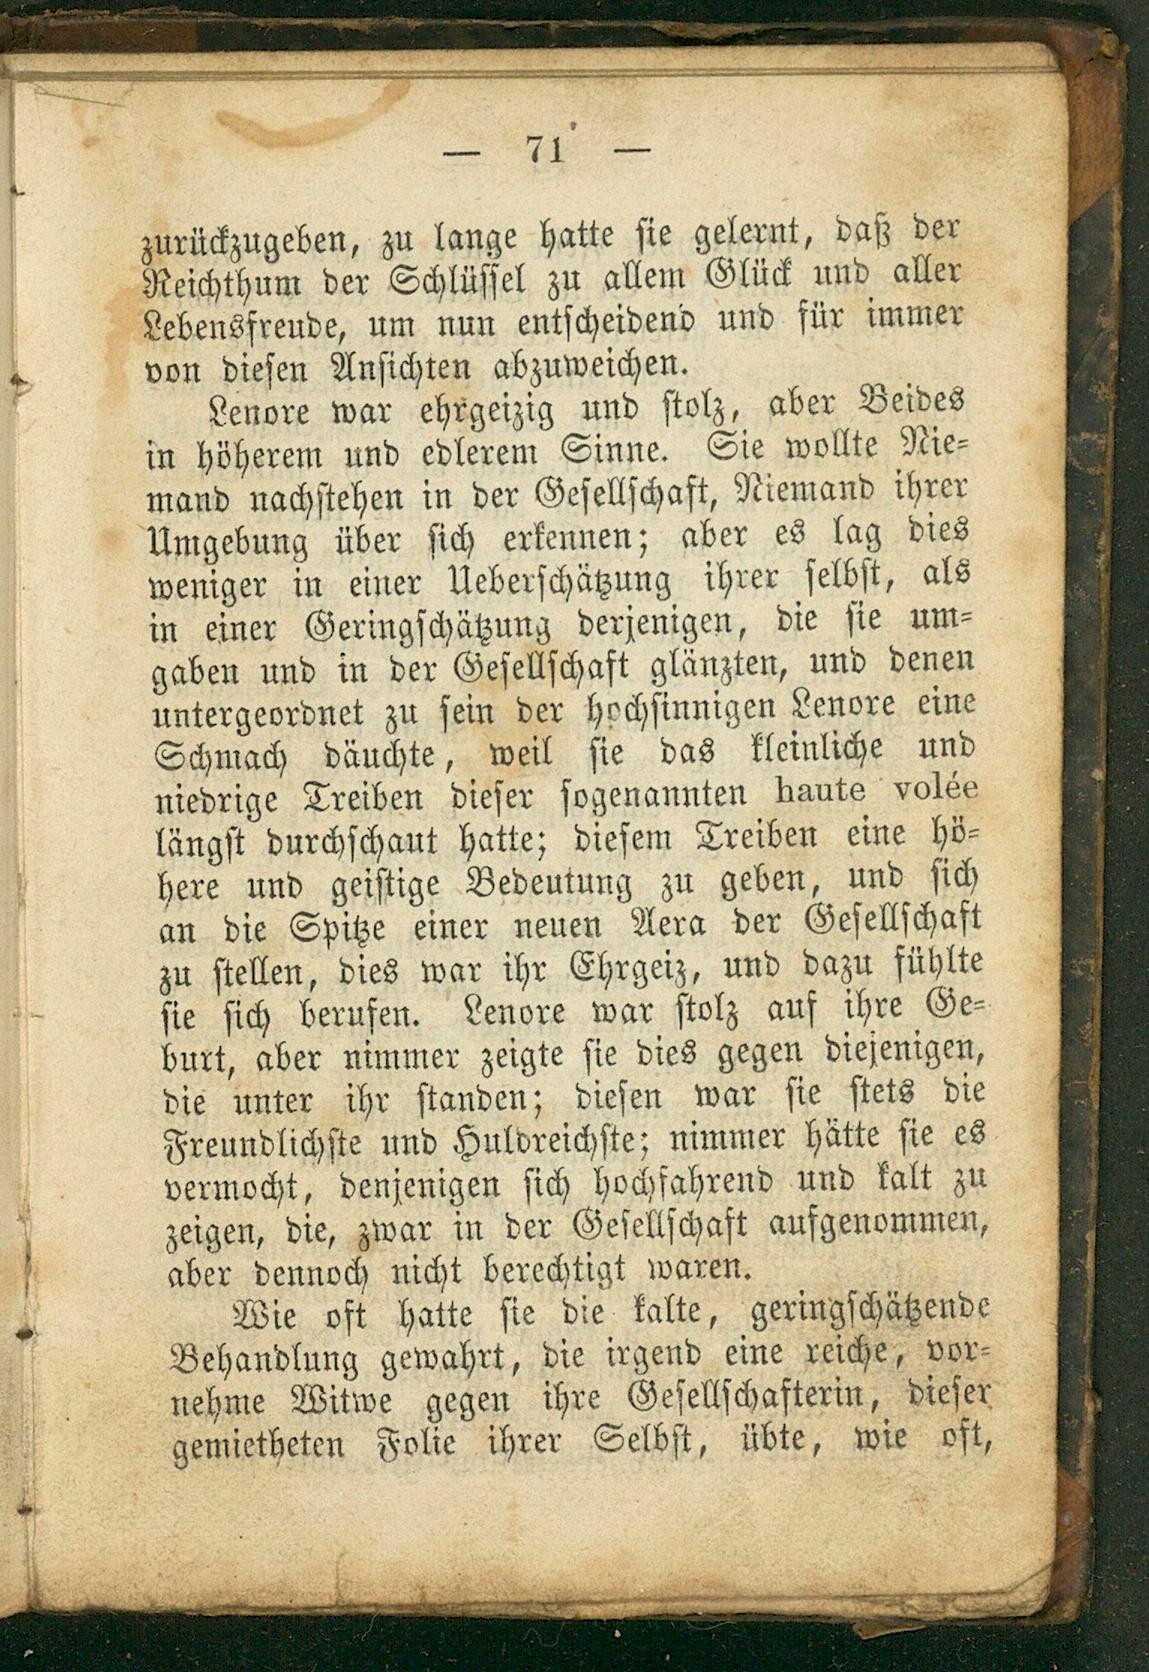 — 71 —
zurückzugeben, zu lange hatte sie gelernt, daß der
Reichthum der Schlüssel zu allem Glück und aller
Lebensfreude, um nun entscheidend und für immer
von diesen Ansichten abzuweichen.
Lenore war ehrgeizig und stolz, aber Beides
in höherem und edlerem Sinne. Sie wollte Nie-
mand nachstehen in der Gesellschaft, Niemand ihrer
Umgebung über sich erkennen; aber es lag dies
weniger in einer Ueberschätzung ihrer selbst, als
in einer Geringschätzung derjenigen, die sie um-
gaben und in der Gesellschaft glänzten, und denen
untergeordnet zu sein der hochsinnigen Lenore eine
Schmach däuchte, weil sie das kleinliche und
niedrige Treiben dieser sogenannten haute volée
längst durchschaut hatte; diesem Treiben eine hö-
here und geistige Bedeutung zu geben, und sich
an die Spitze einer neuen Aera der Gesellschaft
zu stellen, dies war ihr Ehrgeiz, und dazu fühlte
sie sich berufen. Lenore war stolz auf ihre Ge-
burt, aber nimmer zeigte sie dies gegen diejenigen,
die unter ihr standen; diesen war sie stets die
Freundlichste und Huldreichste; nimmer hätte sie es
vermocht, denjenigen sich hochfahrend und kalt zu
zeigen, die, zwar in der Gesellschaft aufgenommen,
aber dennoch nicht berechtigt waren.
Wie oft hatte sie die kalte, geringschätzende
Behandlung gewahrt, die irgend eine reiche, vor-
nehme Witwe gegen ihre Gesellschafterin, dieser
gemietheten Folie ihrer Selbst, übte, wie oft,